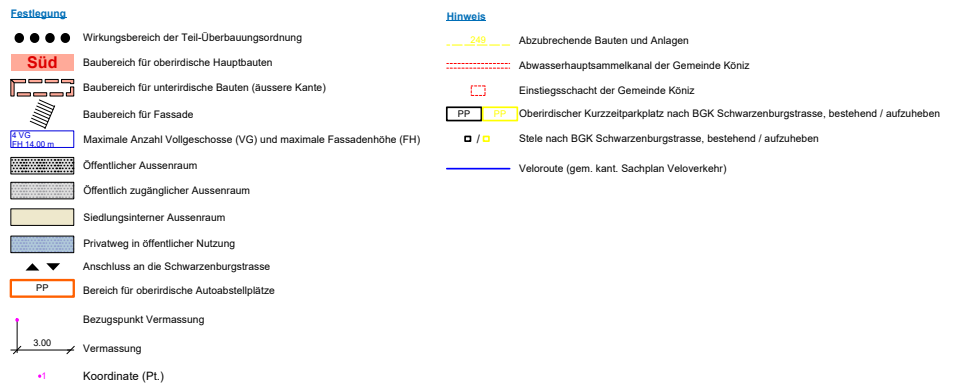 Festlegung
Wirkungsbereich der Teil-Überbauungsordnung
Süd Baubereich für oberirdische Hauptbauten
Baubereich für unterirdische Bauten (äussere Kante)
Baubereich für Fassade
4 VG
FH 14.00 m
Maximale Anzahl Vollgeschosse (VG) und maximale Fassadenhöhe (FH)
Öffentlicher Aussenraum
Öffentlich zugänglicher Aussenraum
Siedlungsinterner Aussenraum
Privatweg in öffentlicher Nutzung
Anschluss an die Schwarzenburgstrasse
PP Bereich für oberirdische Autoabstellplätze
Bezugspunkt Vermassung
3.00 Vermassung
1 Koordinate (Pt.)
Hinweis
249 Abzubrechende Bauten und Anlagen
Abwasserhauptsammelkanal der Gemeinde Köniz
Einstiegsschacht der Gemeinde Köniz
PP PP Oberirdischer Kurzzeitparkplatz nach BGK Schwarzenburgstrasse, bestehend / aufzuheben
/ Stele nach BGK Schwarzenburgstrasse, bestehend / aufzuheben
Veloroute (gem. kant. Sachplan Veloverkehr)